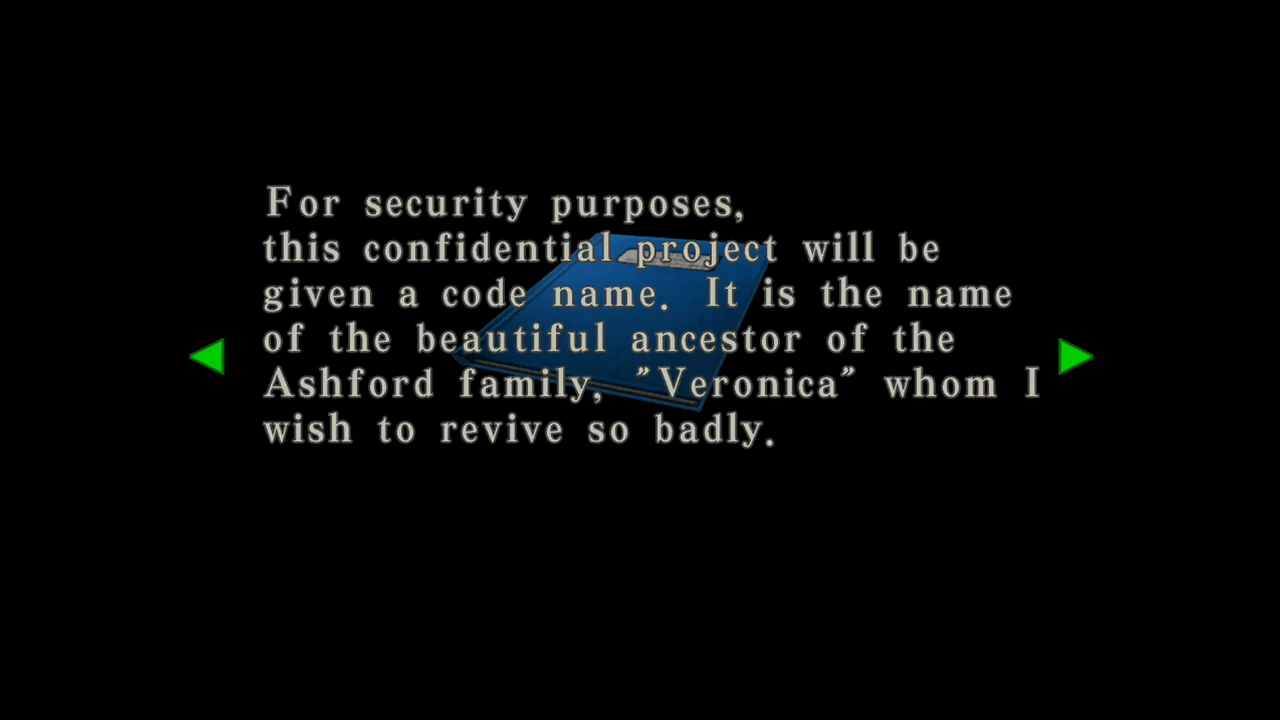 For security purposes,
this confidential project will be
given a code name. It is the name
of the beautiful ancestor of the
Ashford family, "Veronica" whom I
wish to revive so badly.